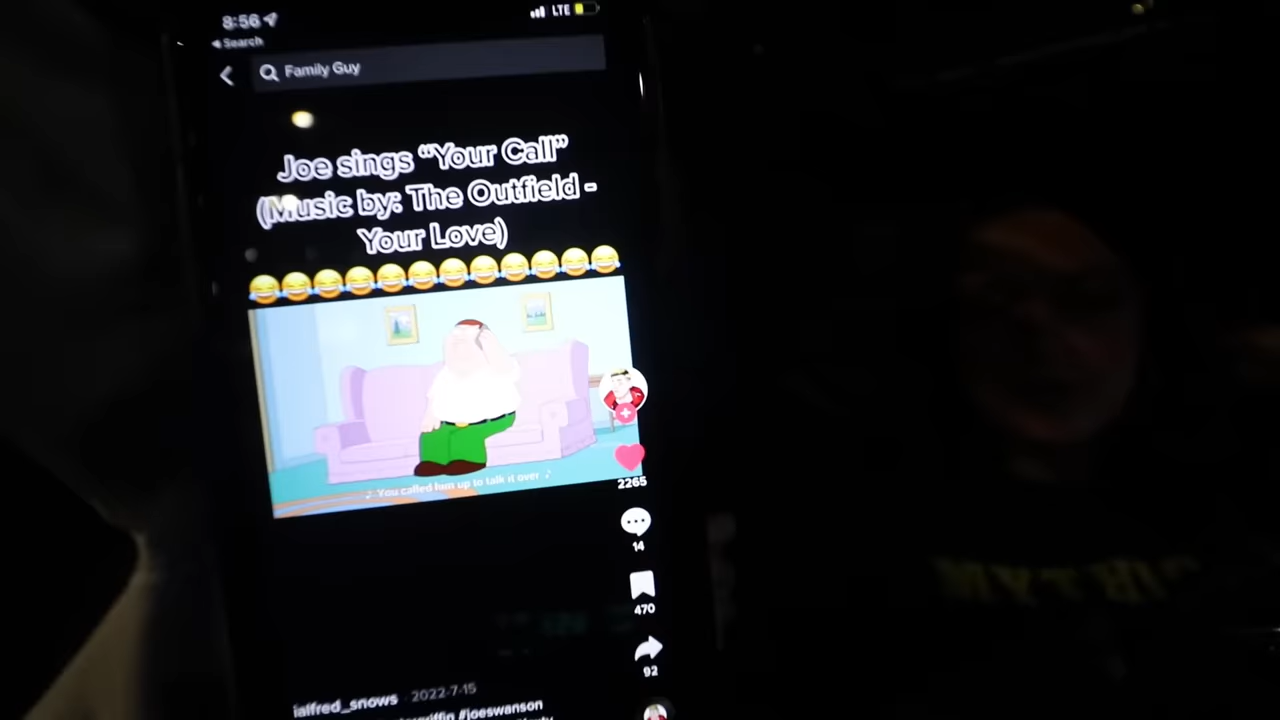 8:56
LTE
Search
Family Guy
Joe sings “Your Call”
(Music by: The Outfield -
Your Love)
♪ You called him up to talk it over ♪
2265
14
470
92
ialfred_snows · 2022-7-15
#joeswanson